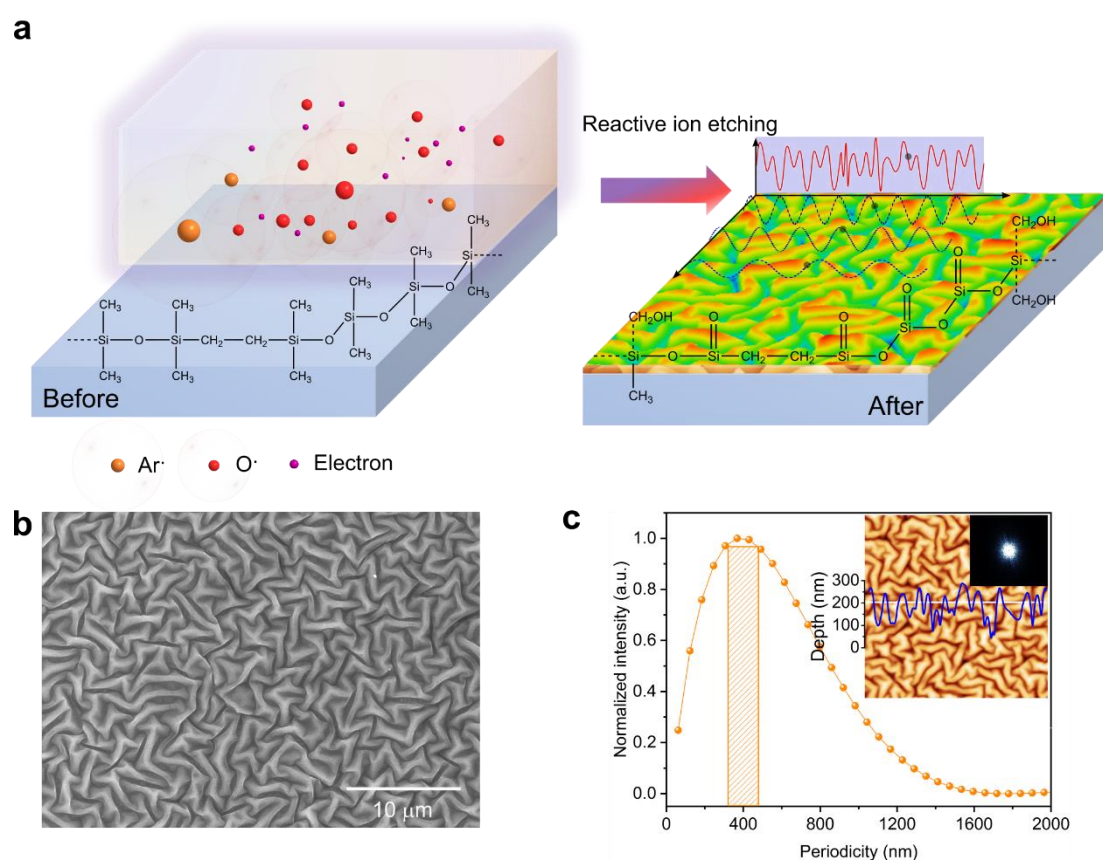 a
Reactive ion etching
CH₃
CH₃
CH₃
CH₃
CH₃
CH₃
CH₃
CH₃
CH₃
CH₃
CH₃
CH₃
Si
O
Si
CH₂
CH₂
Si
O
Si
O
Si
O
Si
CH₃
CH₃
Before
CH₂OH
O
O
O
O
CH₂OH
Si
O
Si
CH₂
CH₂
Si
O
Si
O
Si
O
Si
CH₂OH
CH₃
After
Ar·
O·
Electron
b
10 μm
c
Normalized intensity (a.u.)
1.0
0.8
0.6
0.4
0.2
0.0
0
400
800
1200
1600
2000
Periodicity (nm)
Depth (nm)
300
200
100
0